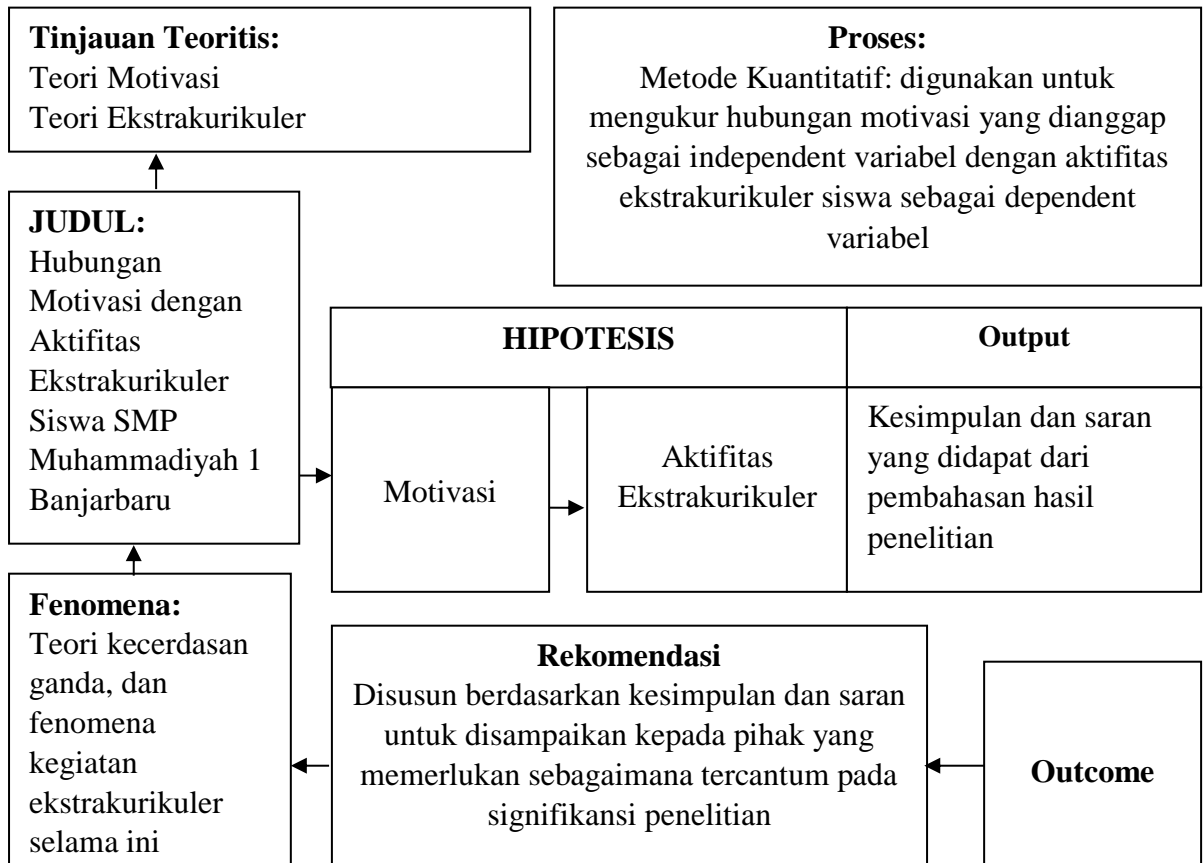 Tinjauan Teoritis:
Teori Motivasi
Teori Ekstrakurikuler
Proses:
Metode Kuantitatif: digunakan untuk
mengukur hubungan motivasi yang dianggap
sebagai independent variabel dengan aktifitas
ekstrakurikuler siswa sebagai dependent
variabel
JUDUL:
Hubungan
Motivasi dengan
Aktifitas
Ekstrakurikuler
Siswa SMP
Muhammadiyah 1
Banjarbaru
HIPOTESIS
Output
Motivasi
Aktifitas
Ekstrakurikuler
Kesimpulan dan saran
yang didapat dari
pembahasan hasil
penelitian
Fenomena:
Teori kecerdasan
ganda, dan
fenomena
kegiatan
ekstrakurikuler
selama ini
Rekomendasi
Disusun berdasarkan kesimpulan dan saran
untuk disampaikan kepada pihak yang
memerlukan sebagaimana tercantum pada
signifikansi penelitian
Outcome